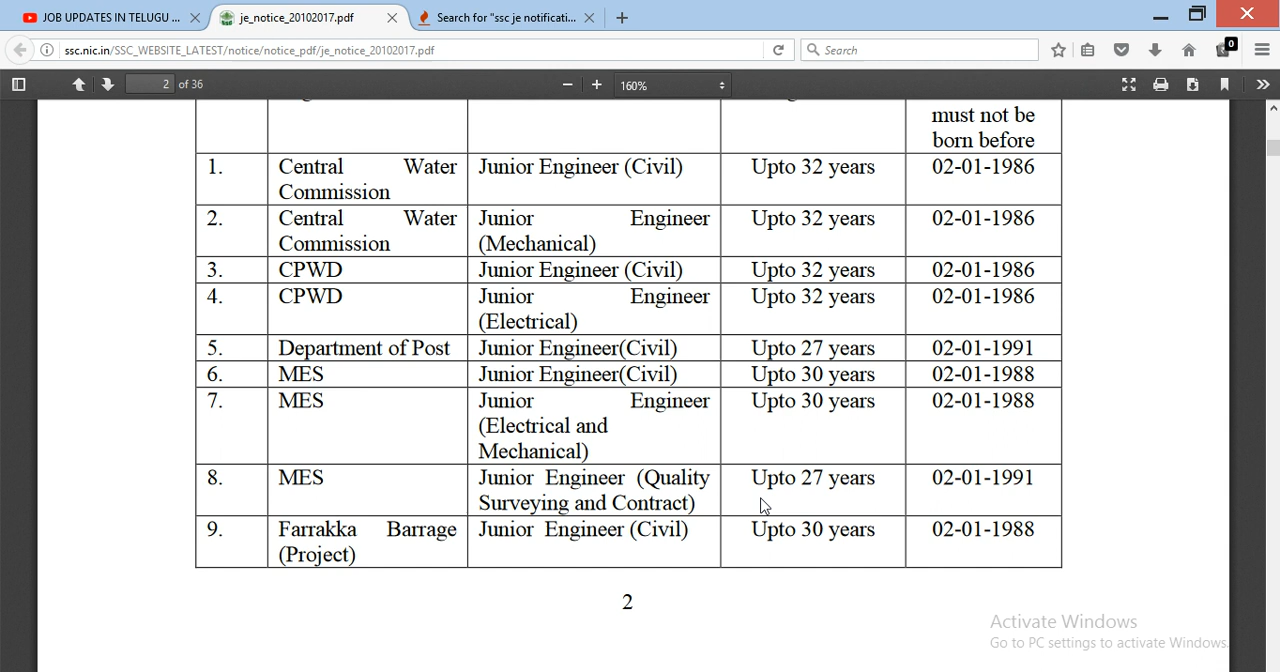 JOB UPDATES IN TELUGU ...
je_notice_20102017.pdf
Search for "ssc je notificati...
ssc.nic.in/SSC_WEBSITE_LATEST/notice/notice_pdf/je_notice_20102017.pdf
Search
0
2 of 36
160%
must not be
born before
1. Central Water Junior Engineer (Civil) Upto 32 years 02-01-1986
Commission
2. Central Water Junior Engineer Upto 32 years 02-01-1986
Commission (Mechanical)
3. CPWD Junior Engineer (Civil) Upto 32 years 02-01-1986
4. CPWD Junior Engineer Upto 32 years 02-01-1986
(Electrical)
5. Department of Post Junior Engineer(Civil) Upto 27 years 02-01-1991
6. MES Junior Engineer(Civil) Upto 30 years 02-01-1988
7. MES Junior Engineer Upto 30 years 02-01-1988
(Electrical and
Mechanical)
8. MES Junior Engineer (Quality Upto 27 years 02-01-1991
Surveying and Contract)
9. Farrakka Barrage Junior Engineer (Civil) Upto 30 years 02-01-1988
(Project)
2
Activate Windows
Go to PC settings to activate Windows.